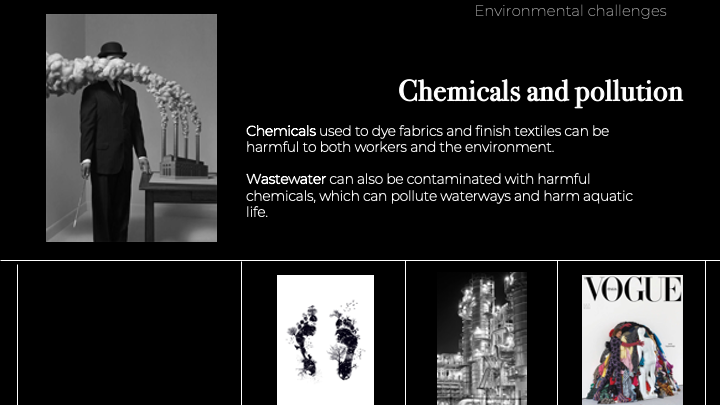 Environmental challenges
Chemicals and pollution
Chemicals used to dye fabrics and finish textiles can be
harmful to both workers and the environment.
Wastewater can also be contaminated with harmful
chemicals, which can pollute waterways and harm aquatic
life.
VOGUE